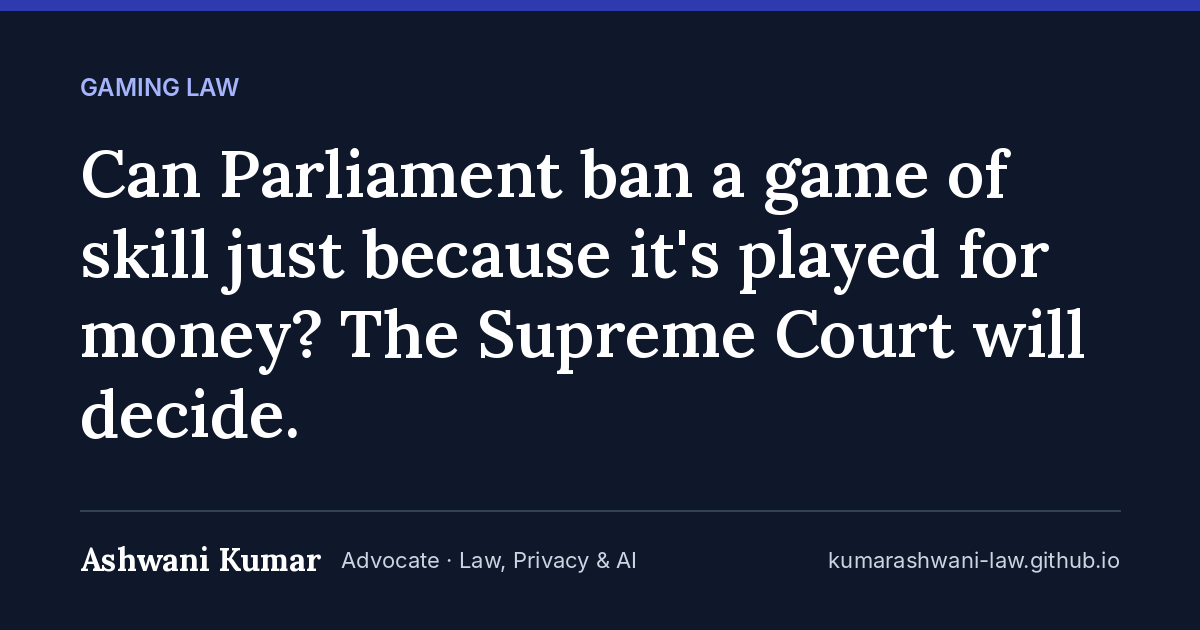 GAMING LAW
Can Parliament ban a game of
skill just because it's played for
money? The Supreme Court will
decide.
Ashwani Kumar Advocate · Law, Privacy & AI kumarashwani-law.github.io